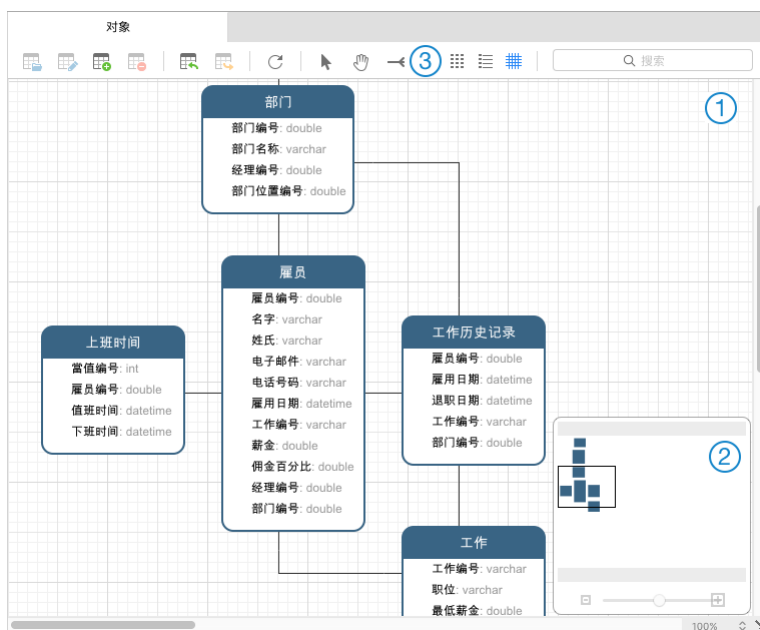 对象
③
搜索
①
部门
部门编号: double
部门名称: varchar
经理编号: double
部门位置编号: double
雇员
雇员编号: double
名字: varchar
姓氏: varchar
电子邮件: varchar
电话号码: varchar
雇用日期: datetime
工作编号: varchar
薪金: double
佣金百分比: double
经理编号: double
部门编号: double
上班时间
當值编号: int
雇员编号: double
值班时间: datetime
下班时间: datetime
工作历史记录
雇员编号: double
雇用日期: datetime
退职日期: datetime
工作编号: varchar
部门编号: double
②
工作
工作编号: varchar
职位: varchar
最低薪金: double
100%